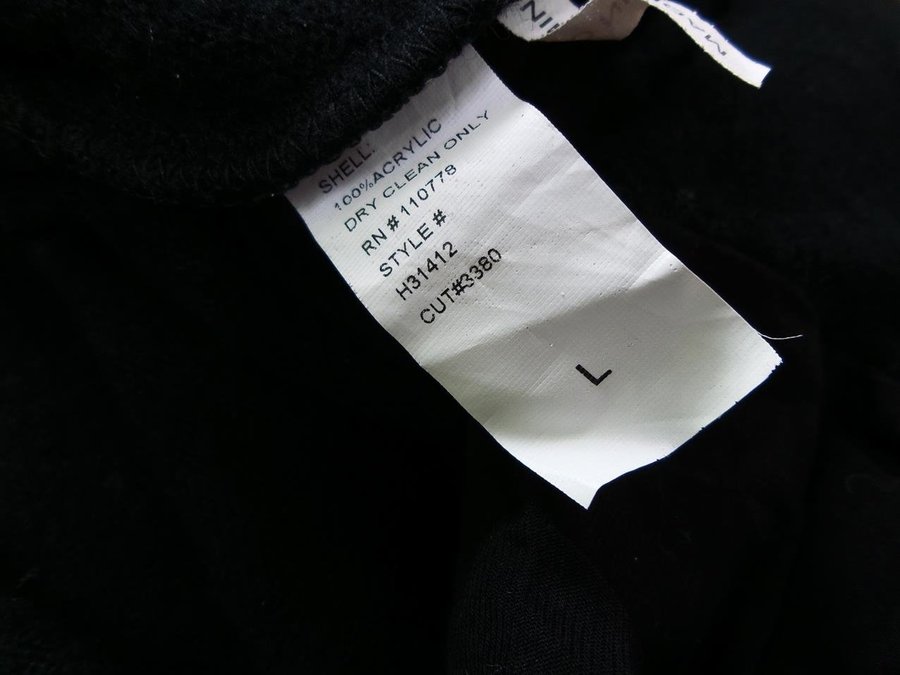 SHELL:
100%ACRYLIC
DRY CLEAN ONLY
RN # 110778
STYLE #
H31412
CUT#3380
L